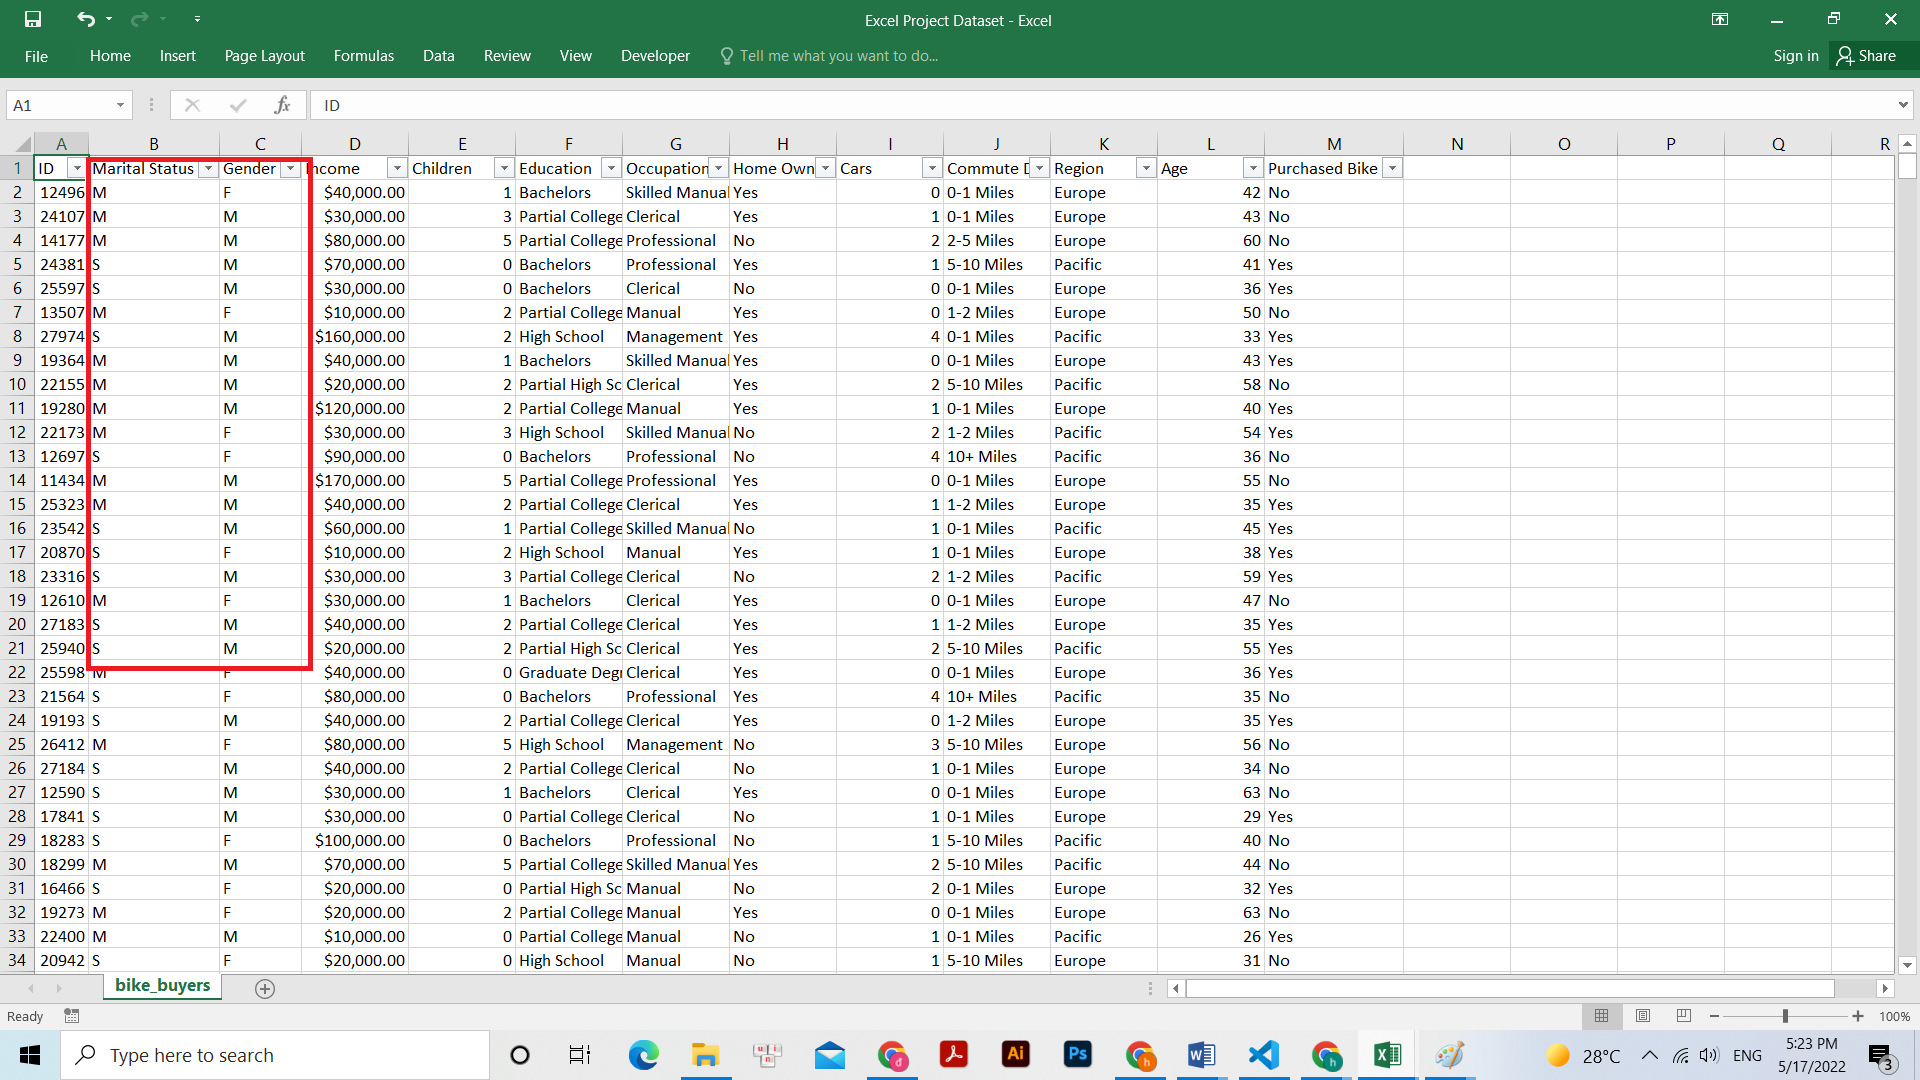 Excel Project Dataset - Excel
File Home Insert Page Layout Formulas Data Review View Developer Tell me what you want to do... Sign in Share
A1 fx ID
A B C D E F G H I J K L M N O P Q R
1 ID Marital Status Gender ncome Children Education Occupation Home Own Cars Commute D Region Age Purchased Bike
2 12496 M F $40,000.00 1 Bachelors Skilled Manual Yes 0 0-1 Miles Europe 42 No
3 24107 M M $30,000.00 3 Partial College Clerical Yes 1 0-1 Miles Europe 43 No
4 14177 M M $80,000.00 5 Partial College Professional No 2 2-5 Miles Europe 60 No
5 24381 S M $70,000.00 0 Bachelors Professional Yes 1 5-10 Miles Pacific 41 Yes
6 25597 S M $30,000.00 0 Bachelors Clerical No 0 0-1 Miles Europe 36 Yes
7 13507 M F $10,000.00 2 Partial College Manual Yes 0 1-2 Miles Europe 50 No
8 27974 S M $160,000.00 2 High School Management Yes 4 0-1 Miles Pacific 33 Yes
9 19364 M M $40,000.00 1 Bachelors Skilled Manual Yes 0 0-1 Miles Europe 43 Yes
10 22155 M M $20,000.00 2 Partial High Sc Clerical Yes 2 5-10 Miles Pacific 58 No
11 19280 M M $120,000.00 2 Partial College Manual Yes 1 0-1 Miles Europe 40 Yes
12 22173 M F $30,000.00 3 High School Skilled Manual No 2 1-2 Miles Pacific 54 Yes
13 12697 S F $90,000.00 0 Bachelors Professional No 4 10+ Miles Pacific 36 No
14 11434 M M $170,000.00 5 Partial College Professional Yes 0 0-1 Miles Europe 55 No
15 25323 M M $40,000.00 2 Partial College Clerical Yes 1 1-2 Miles Europe 35 Yes
16 23542 S M $60,000.00 1 Partial College Skilled Manual No 1 0-1 Miles Pacific 45 Yes
17 20870 S F $10,000.00 2 High School Manual Yes 1 0-1 Miles Europe 38 Yes
18 23316 S M $30,000.00 3 Partial College Clerical No 2 1-2 Miles Pacific 59 Yes
19 12610 M F $30,000.00 1 Bachelors Clerical Yes 0 0-1 Miles Europe 47 No
20 27183 S M $40,000.00 2 Partial College Clerical Yes 1 1-2 Miles Europe 35 Yes
21 25940 S M $20,000.00 2 Partial High Sc Clerical Yes 2 5-10 Miles Pacific 55 Yes
22 25598 M F $40,000.00 0 Graduate Degr Clerical Yes 0 0-1 Miles Europe 36 Yes
23 21564 S F $80,000.00 0 Bachelors Professional Yes 4 10+ Miles Pacific 35 No
24 19193 S M $40,000.00 2 Partial College Clerical Yes 0 1-2 Miles Europe 35 Yes
25 26412 M F $80,000.00 5 High School Management No 3 5-10 Miles Europe 56 No
26 27184 S M $40,000.00 2 Partial College Clerical No 1 0-1 Miles Europe 34 No
27 12590 S M $30,000.00 1 Bachelors Clerical Yes 0 0-1 Miles Europe 63 No
28 17841 S M $30,000.00 0 Partial College Clerical No 1 0-1 Miles Europe 29 Yes
29 18283 S F $100,000.00 0 Bachelors Professional No 1 5-10 Miles Pacific 40 No
30 18299 M M $70,000.00 5 Partial College Skilled Manual Yes 2 5-10 Miles Pacific 44 No
31 16466 S F $20,000.00 0 Partial High Sc Manual No 2 0-1 Miles Europe 32 Yes
32 19273 M F $20,000.00 2 Partial College Manual Yes 0 0-1 Miles Europe 63 No
33 22400 M M $10,000.00 0 Partial College Manual No 1 0-1 Miles Pacific 26 Yes
34 20942 S F $20,000.00 0 High School Manual No 1 5-10 Miles Europe 31 No
bike_buyers
Ready 100%
Type here to search 28°C ENG 5:23 PM
5/17/2022 3